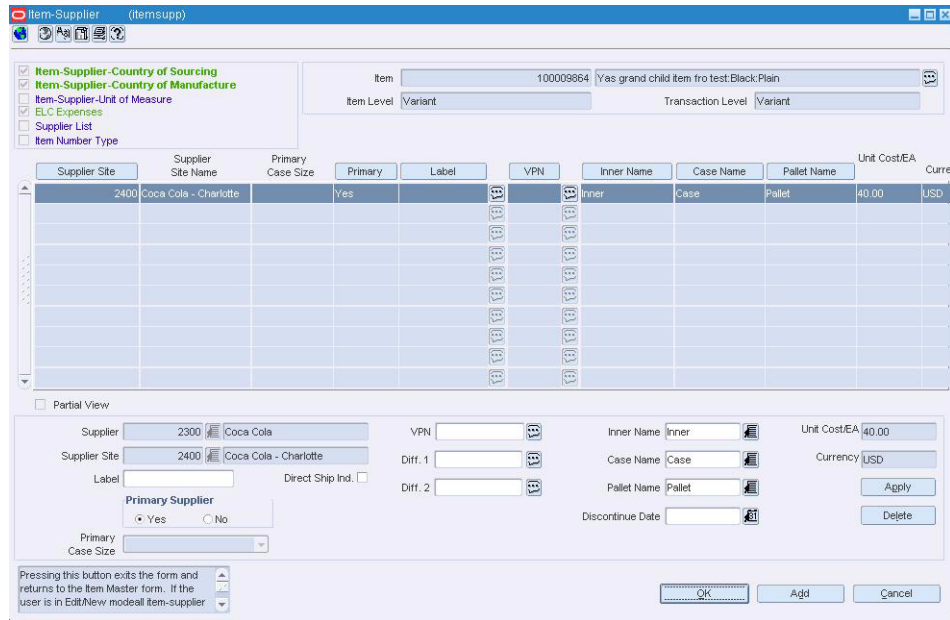 Item-Supplier (itemsupp)
Item-Supplier-Country of Sourcing
Item-Supplier-Country of Manufacture
Item-Supplier-Unit of Measure
ELC Expenses
Supplier List
Item Number Type
Item 100009864 Yas grand child item fro test:Black:Plain
Item Level Variant Transaction Level Variant
Supplier Site Supplier Site Name Primary Case Size Primary Label VPN Inner Name Case Name Pallet Name Unit Cost/EA Curre
2400 Coca Cola - Charlotte Yes Inner Case Pallet 40.00 USD
Partial View
Supplier 2300 Coca Cola VPN Inner Name Inner Unit Cost/EA 40.00
Supplier Site 2400 Coca Cola - Charlotte Diff. 1 Case Name Case Currency USD
Label Direct Ship Ind. Diff. 2 Pallet Name Pallet Apply
Primary Supplier
Yes No Discontinue Date Delete
Primary Case Size
Pressing this button exits the form and
returns to the Item Master form. If the
user is in Edit/New modeall item-supplier
OK Add Cancel